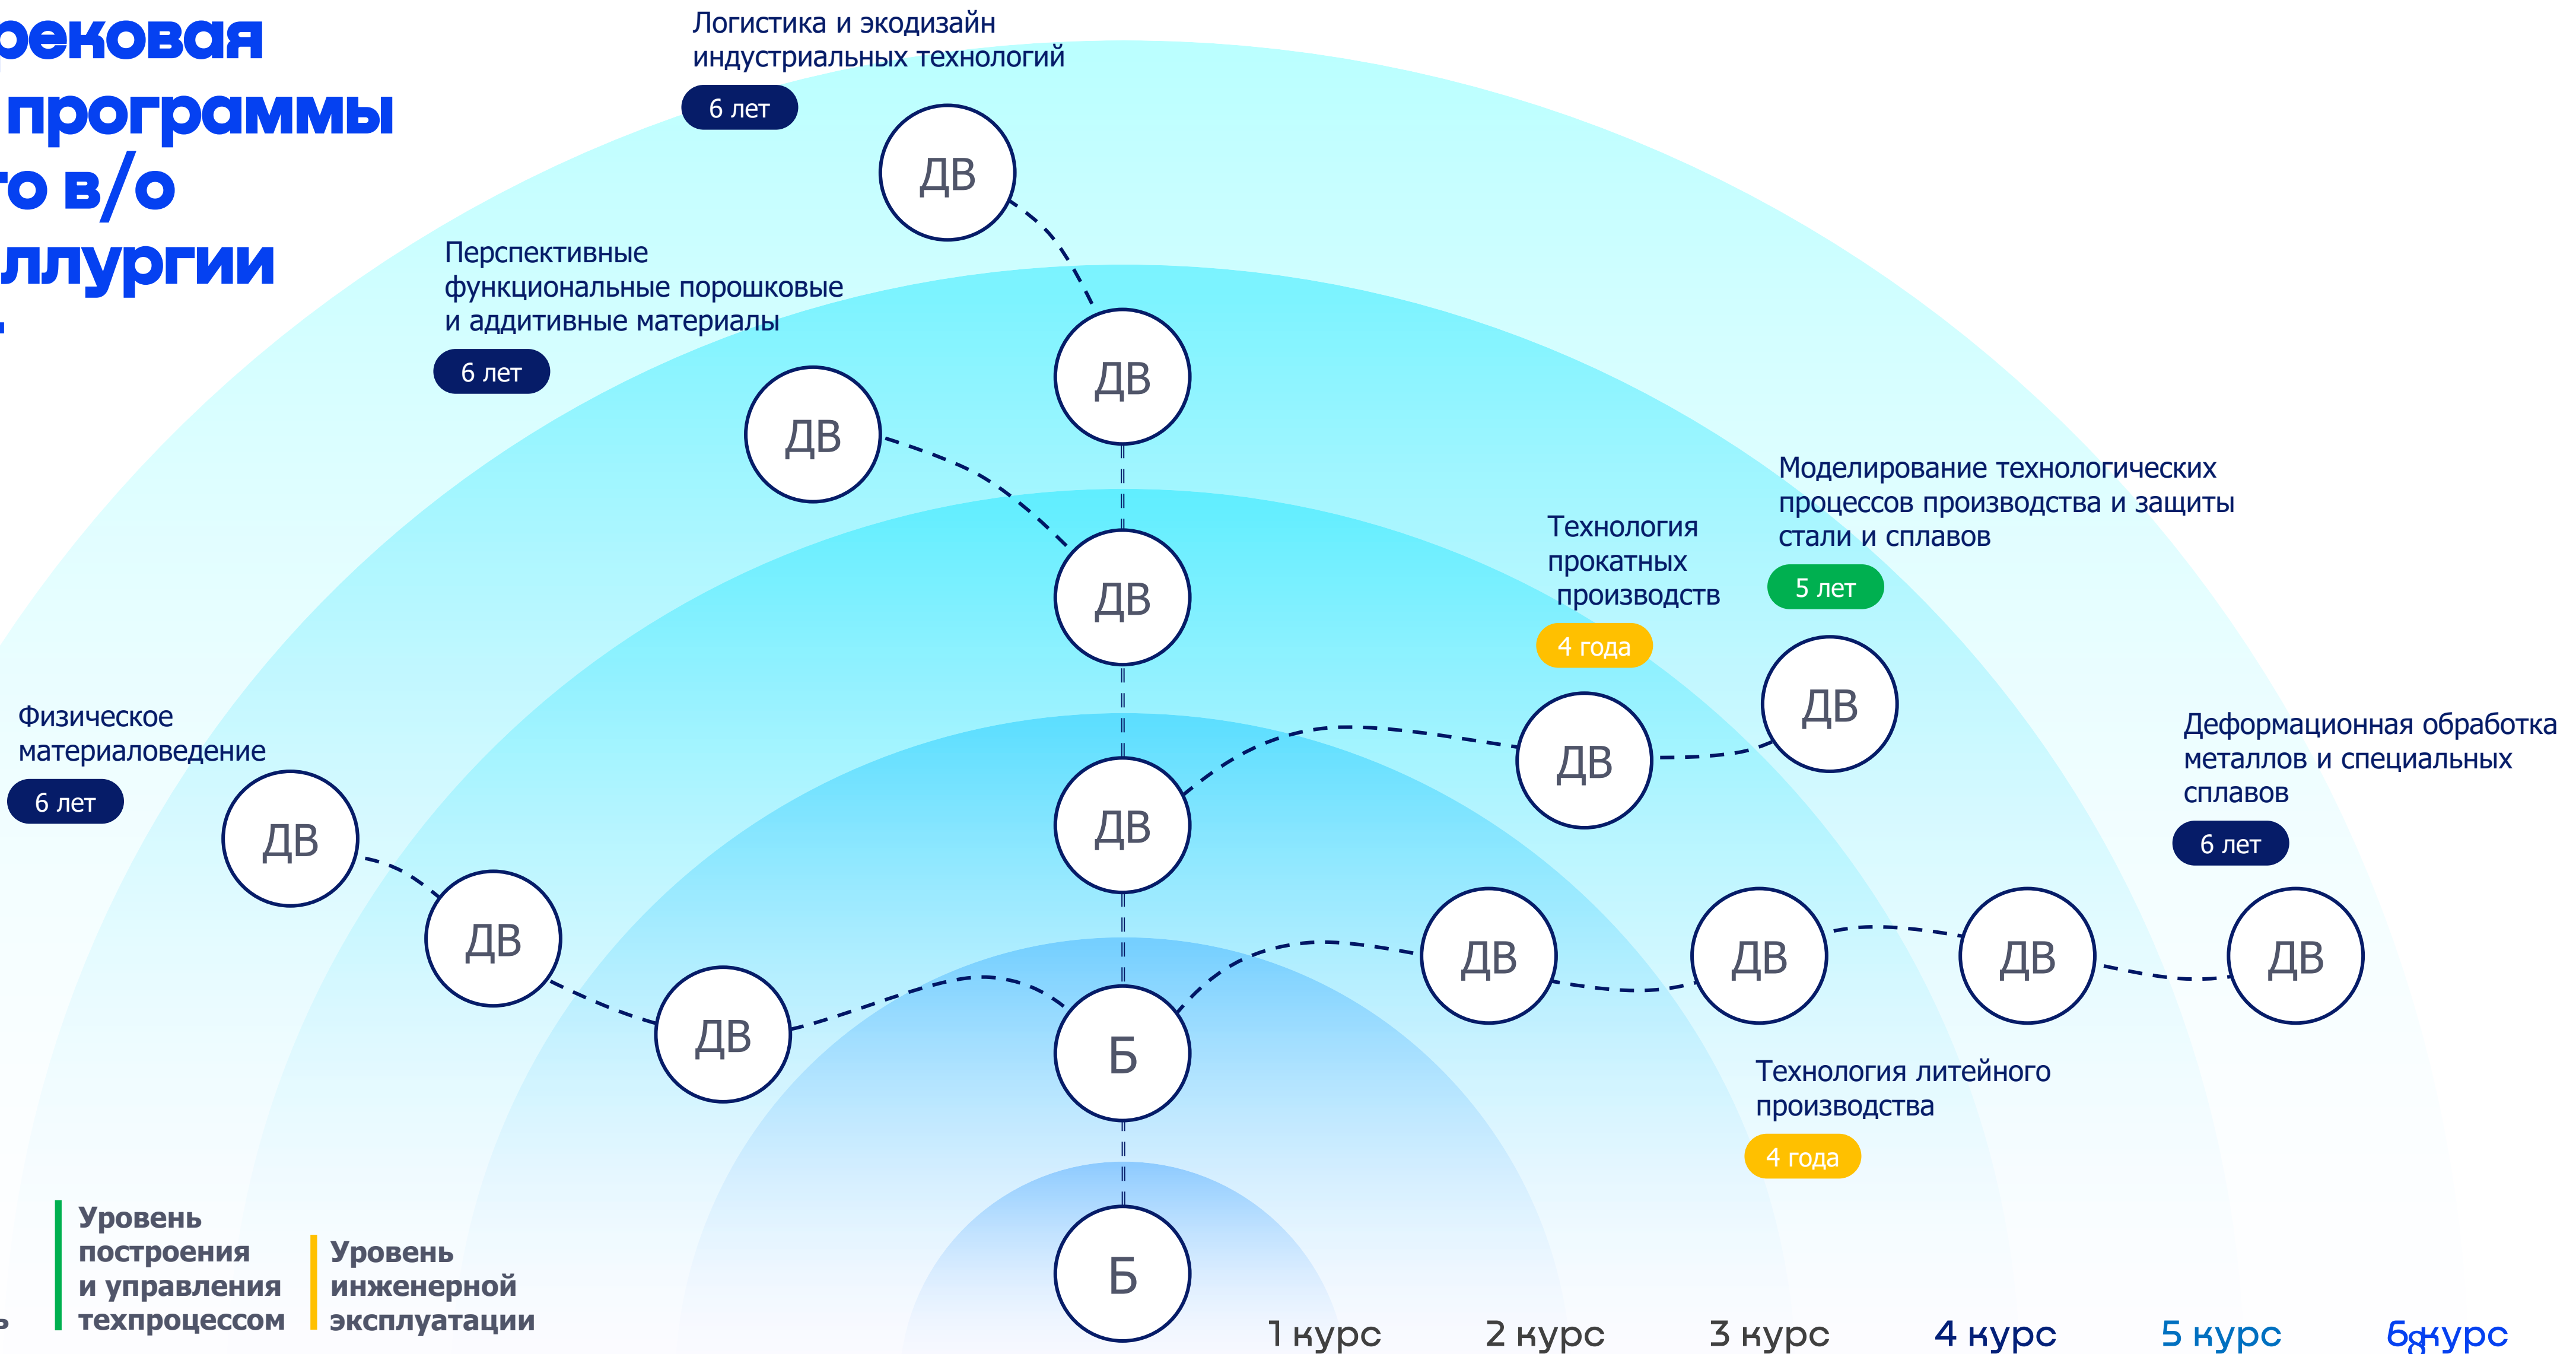 рековая
программы
го в/о
ллургии
Логистика и экодизайн
индустриальных технологий
6 лет
ДВ
Перспективные
функциональные порошковые
и аддитивные материалы
6 лет
ДВ
ДВ
ДВ
Моделирование технологических
процессов производства и защиты
стали и сплавов
5 лет
ДВ
Технология
прокатных
производств
4 года
ДВ
ДВ
Физическое
материаловедение
6 лет
ДВ
ДВ
ДВ
Деформационная обработка
металлов и специальных
сплавов
6 лет
ДВ
ДВ
ДВ
ДВ
Б
Технология литейного
производства
4 года
Б
Уровень
построения
и управления
техпроцессом
Уровень
инженерной
эксплуатации
ь
1 курс
2 курс
3 курс
4 курс
5 курс
6 курс
8